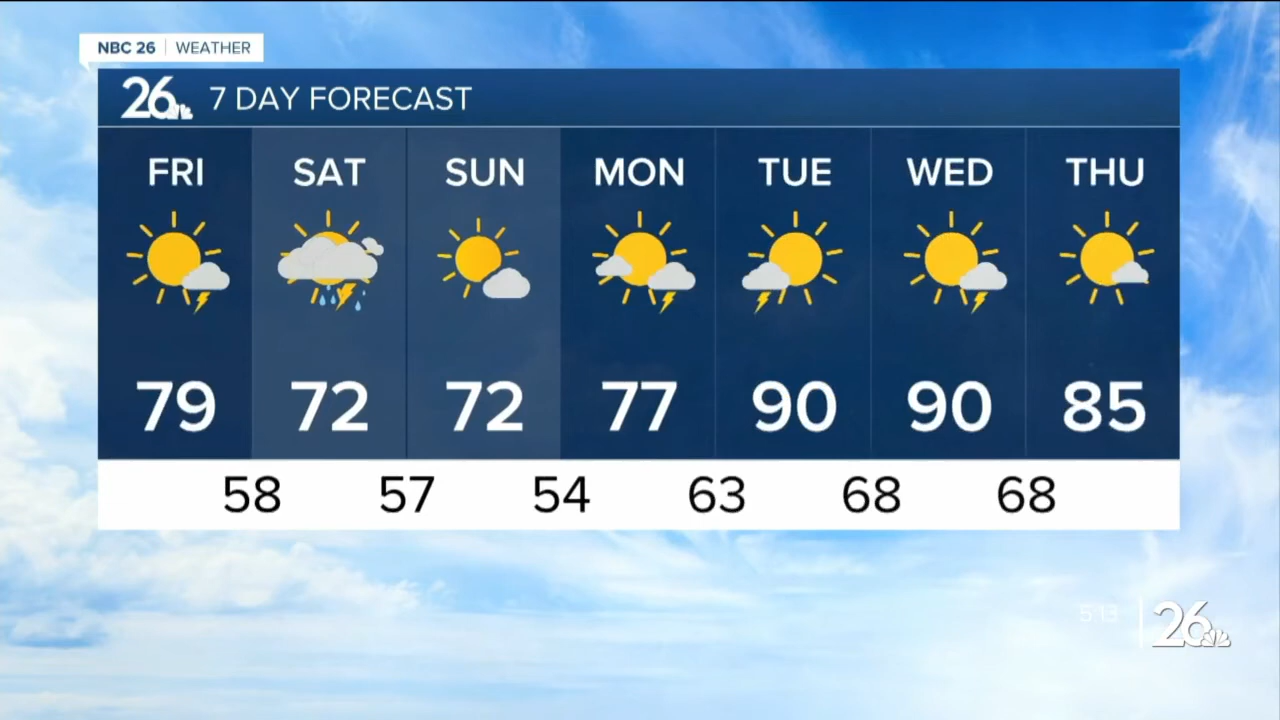 NBC 26 | WEATHER
26 7 DAY FORECAST
FRI SAT SUN MON TUE WED THU
79 72 72 77 90 90 85
58 57 54 63 68 68
5:13 26